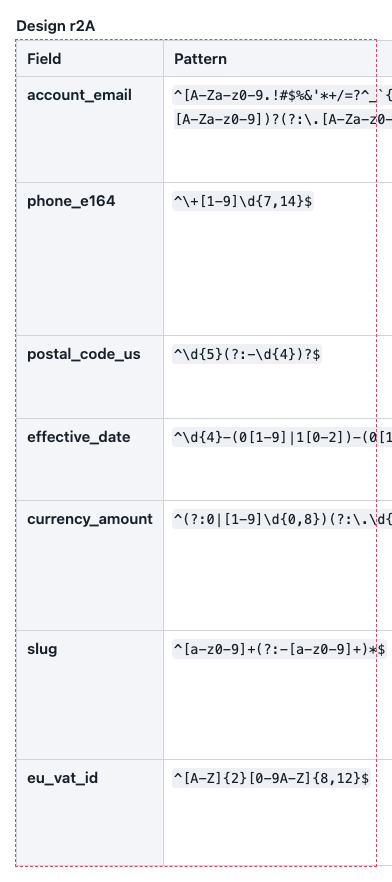 Design r2A
Field Pattern
account_email ^[A-Za-z0-9.!#$%&'*+/=?^_`{
[A-Za-z0-9])?(?:\.[A-Za-z0-
phone_e164 ^\+[1-9]\d{7,14}$
postal_code_us ^\d{5}(?:-\d{4})?$
effective_date ^\d{4}-(0[1-9]|1[0-2])-(0[1
currency_amount ^(?:0|[1-9]\d{0,8})(?:\.\d{
slug ^[a-z0-9]+(?:-[a-z0-9]+)*$
eu_vat_id ^[A-Z]{2}[0-9A-Z]{8,12}$